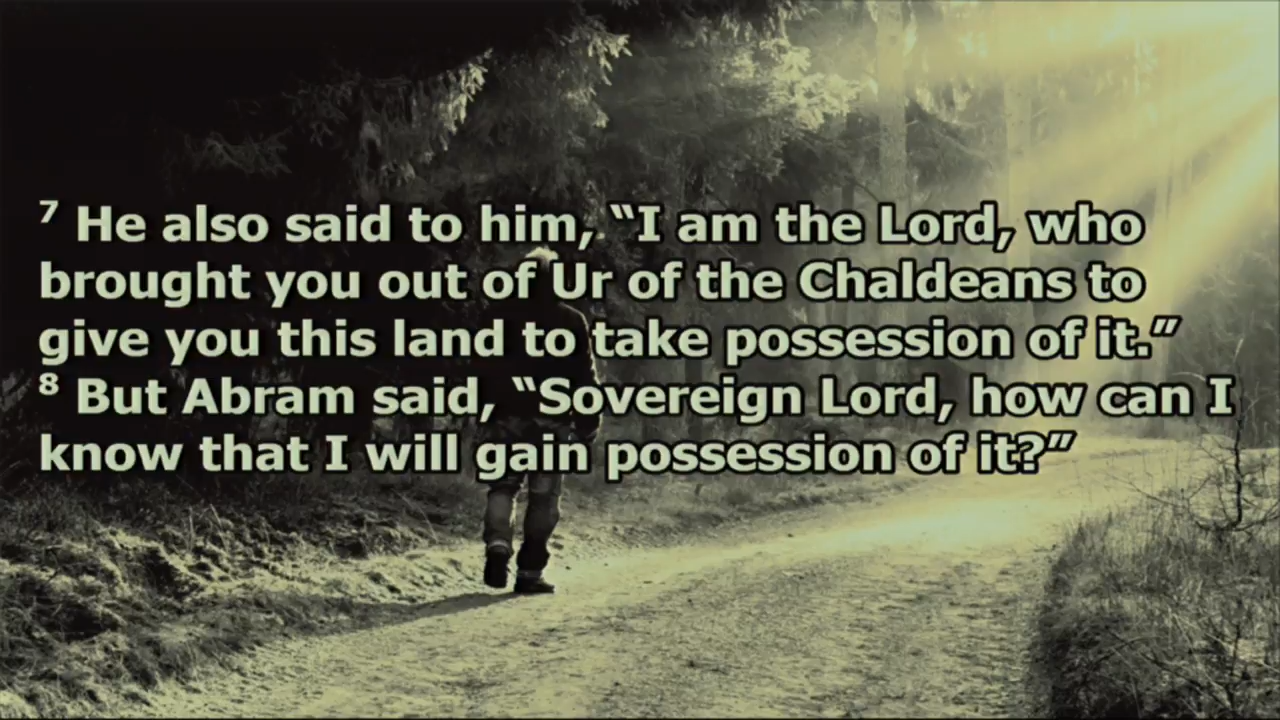 ⁷ He also said to him, “I am the Lord, who
brought you out of Ur of the Chaldeans to
give you this land to take possession of it.”
⁸ But Abram said, “Sovereign Lord, how can I
know that I will gain possession of it?”